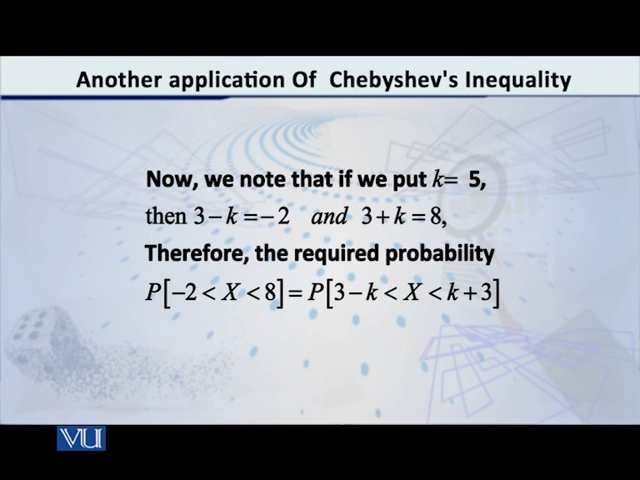 Another application Of Chebyshev's Inequality
Now, we note that if we put k= 5,
then 3−k =−2 and 3+k =8,
Therefore, the required probability
P[−2 < X < 8] = P[3−k < X < k+3]
VU